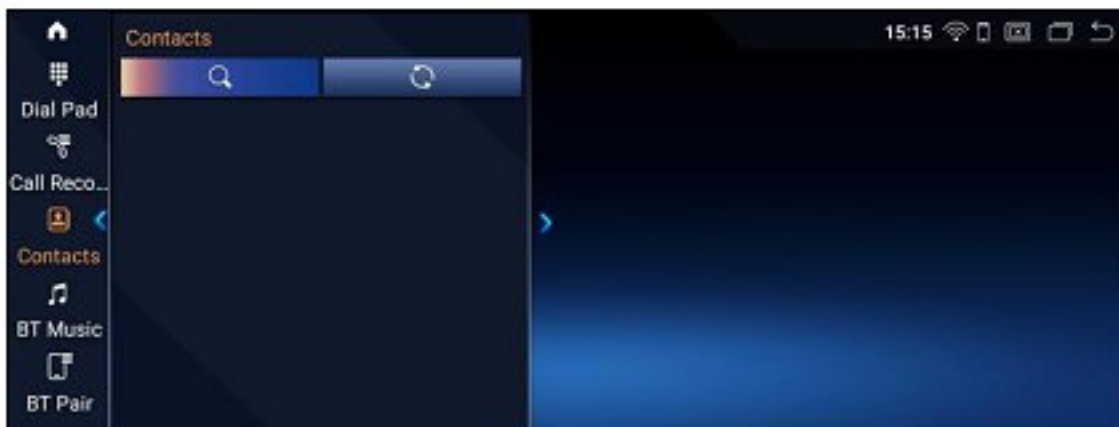 Contacts
15:15
Dial Pad
Call Reco...
Contacts
BT Music
BT Pair